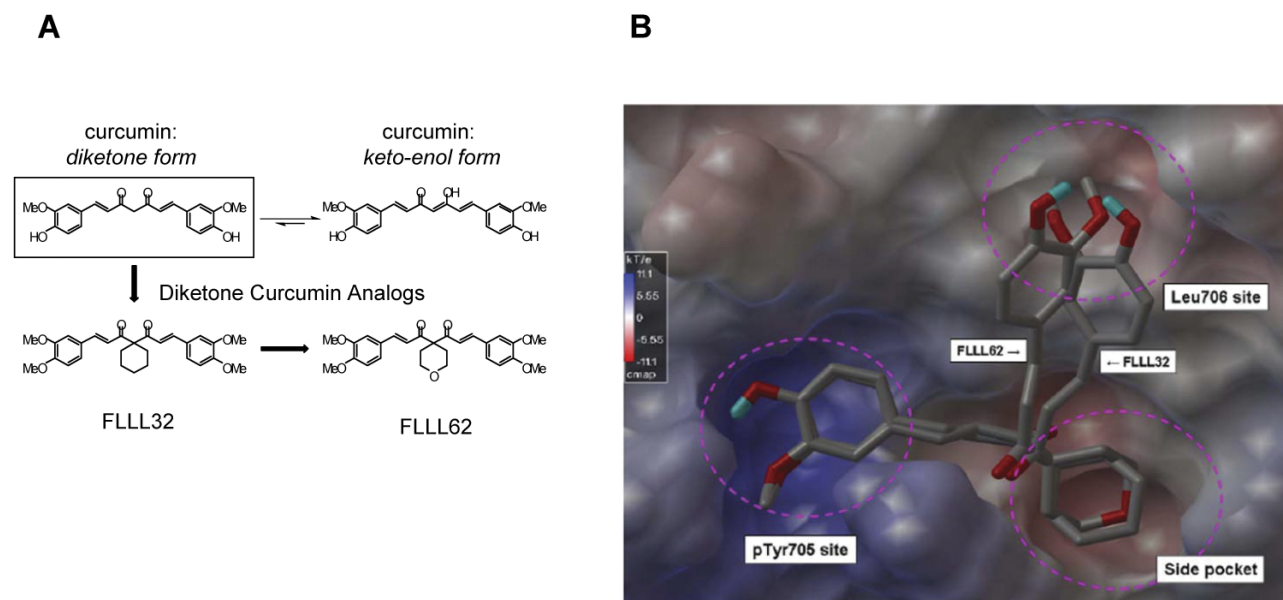 A
B
curcumin:
diketone form
curcumin:
keto-enol form
O O
MeO OMe
HO OH
O OH
MeO OMe
HO OH
Diketone Curcumin Analogs
O O
MeO OMe
MeO OMe
O O
MeO OMe
MeO OMe
O
FLLL32
FLLL62
kT/e
11.1
5.55
0
-5.55
-11.1
cmap
Leu706 site
FLLL62 →
← FLLL32
pTyr705 site
Side pocket